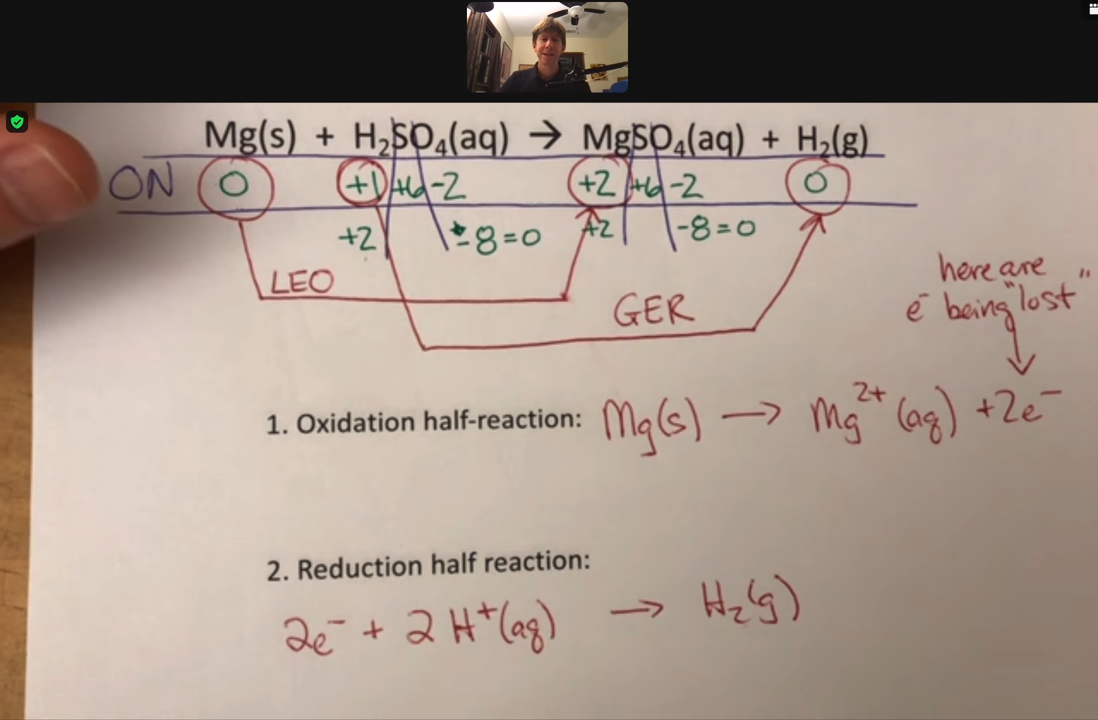 Mg(s) + H₂SO₄(aq) → MgSO₄(aq) + H₂(g)
ON 0 +1 +6 -2 +2 +6 -2 0
+2 -8=0 +2 -8=0
LEO
GER
here are
e⁻ being "lost"
1. Oxidation half-reaction: Mg(s) → Mg²⁺(aq) +2e⁻
2. Reduction half reaction:
2e⁻ + 2H⁺(aq) → H₂(g)